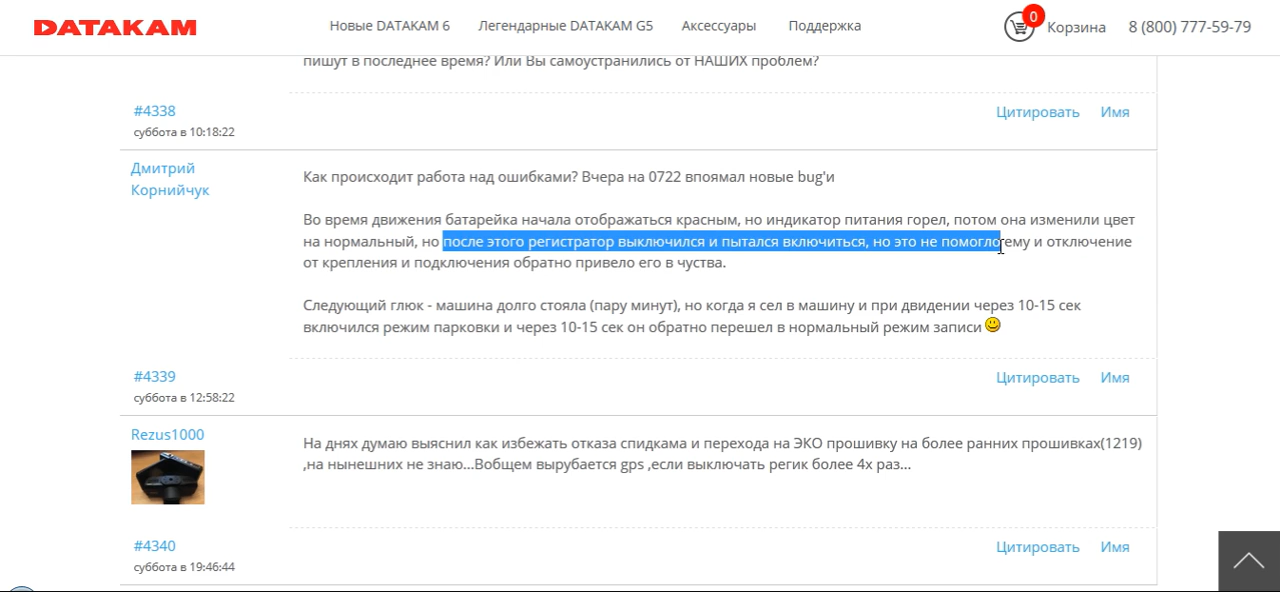 DATAKAM
Новые DATAKAM 6 Легендарные DATAKAM G5 Аксессуары Поддержка 0 Корзина 8 (800) 777-59-79
пишут в последнее время? Или Вы самоустранились от НАШИХ проблем?
#4338 Цитировать Имя
суббота в 10:18:22
Дмитрий
Корнийчук
Как происходит работа над ошибками? Вчера на 0722 впоямал новые bug'и
Во время движения батарейка начала отображаться красным, но индикатор питания горел, потом она изменили цвет
на нормальный, но после этого регистратор выключился и пытался включиться, но это не помогло ему и отключение
от крепления и подключения обратно привело его в чуства.
Следующий глюк - машина долго стояла (пару минут), но когда я сел в машину и при двидении через 10-15 сек
включился режим парковки и через 10-15 сек он обратно перешел в нормальный режим записи
#4339 Цитировать Имя
суббота в 12:58:22
Rezus1000
На днях думаю выяснил как избежать отказа спидкама и перехода на ЭКО прошивку на более ранних прошивках(1219)
,на нынешних не знаю...Вобщем вырубается gps ,если выключать регик более 4х раз...
#4340 Цитировать Имя
суббота в 19:46:44